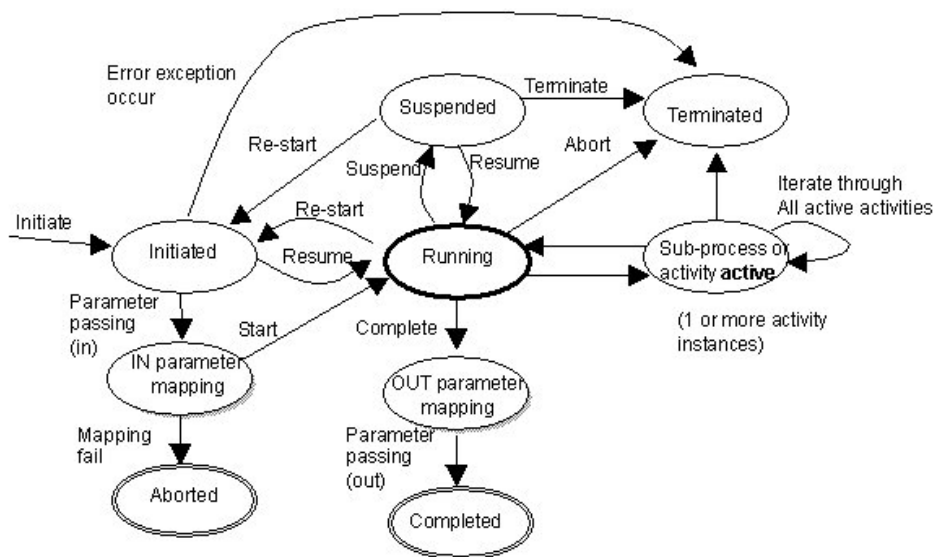 Error exception
occur
Suspended
Terminate
Terminated
Re-start
Suspend
Resume
Abort
Iterate through
All active activities
Initiate
Re-start
Initiated
Resume
Running
Sub-process or
activity active
(1 or more activity
instances)
Parameter
passing
(in)
Start
Complete
IN parameter
mapping
OUT parameter
mapping
Mapping
fail
Parameter
passing
(out)
Aborted
Completed